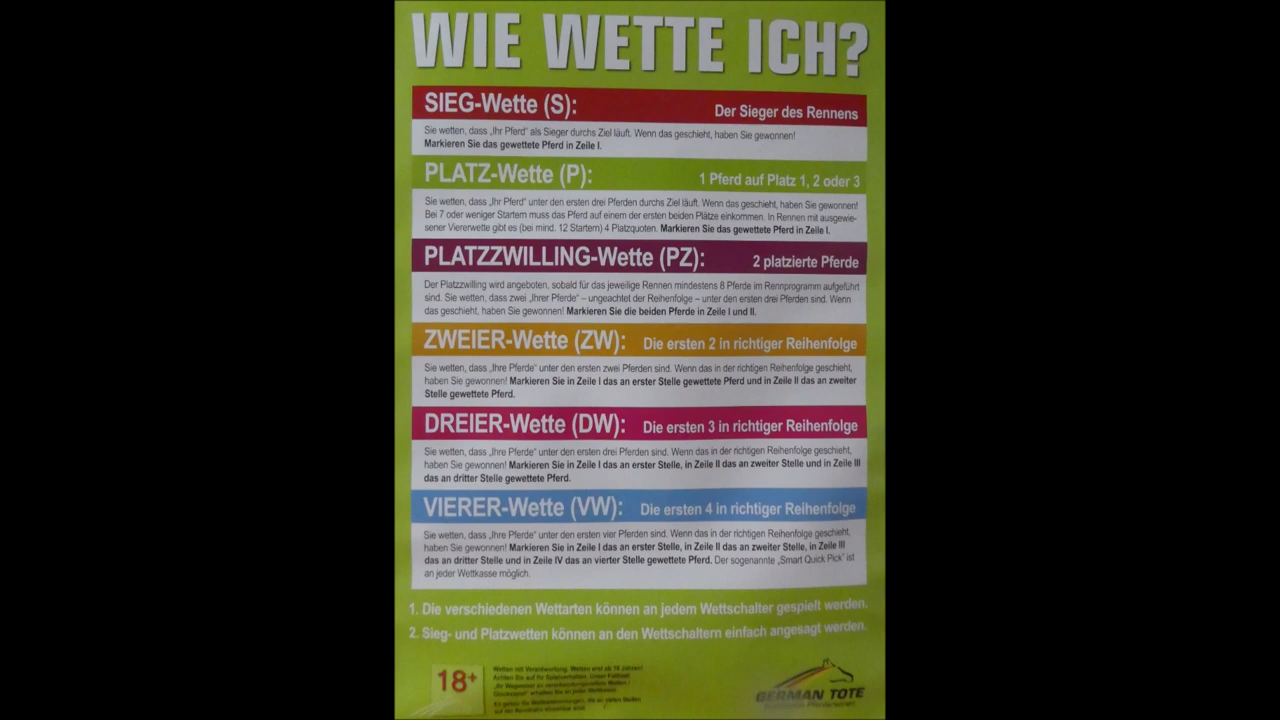 WIE WETTE ICH?
SIEG-Wette (S): Der Sieger des Rennens
Sie wetten, dass „Ihr Pferd" als Sieger durchs Ziel läuft. Wenn das geschieht, haben Sie gewonnen!
Markieren Sie das gewettete Pferd in Zeile I.
PLATZ-Wette (P): 1 Pferd auf Platz 1, 2 oder 3
Sie wetten, dass „Ihr Pferd" unter den ersten drei Pferden durchs Ziel läuft. Wenn das geschieht, haben Sie gewonnen!
Bei 7 oder weniger Startern muss das Pferd auf einem der ersten beiden Plätze einkommen. In Rennen mit ausgewie-
sener Viererwette gibt es (bei mind. 12 Startern) 4 Platzquoten. Markieren Sie das gewettete Pferd in Zeile I.
PLATZZWILLING-Wette (PZ): 2 platzierte Pferde
Der Platzzwilling wird angeboten, sobald für das jeweilige Rennen mindestens 8 Pferde im Rennprogramm aufgeführt
sind. Sie wetten, dass zwei „Ihrer Pferde" – ungeachtet der Reihenfolge – unter den ersten drei Pferden sind. Wenn
das geschieht, haben Sie gewonnen! Markieren Sie die beiden Pferde in Zeile I und II.
ZWEIER-Wette (ZW): Die ersten 2 in richtiger Reihenfolge
Sie wetten, dass „Ihre Pferde" unter den ersten zwei Pferden sind. Wenn das in der richtigen Reihenfolge geschieht,
haben Sie gewonnen! Markieren Sie in Zeile I das an erster Stelle gewettete Pferd und in Zeile II das an zweiter
Stelle gewettete Pferd.
DREIER-Wette (DW): Die ersten 3 in richtiger Reihenfolge
Sie wetten, dass „Ihre Pferde" unter den ersten drei Pferden sind. Wenn das in der richtigen Reihenfolge geschieht,
haben Sie gewonnen! Markieren Sie in Zeile I das an erster Stelle, in Zeile II das an zweiter Stelle und in Zeile III
das an dritter Stelle gewettete Pferd.
VIERER-Wette (VW): Die ersten 4 in richtiger Reihenfolge
Sie wetten, dass „Ihre Pferde" unter den ersten vier Pferden sind. Wenn das in der richtigen Reihenfolge geschieht,
haben Sie gewonnen! Markieren Sie in Zeile I das an erster Stelle, in Zeile II das an zweiter Stelle, in Zeile III
das an dritter Stelle und in Zeile IV das an vierter Stelle gewettete Pferd. Der sogenannte „Smart Quick Pick" ist
an jeder Wettkasse möglich.
1. Die verschiedenen Wettarten können an jedem Wettschalter gespielt werden.
2. Sieg- und Platzwetten können an den Wettschaltern einfach angesagt werden.
18+
Wetten mit Verantwortung. Wetten erst ab 18 Jahren!
Achten Sie auf Ihr Spielverhalten. Unser Faltblatt
GERMAN TOTE